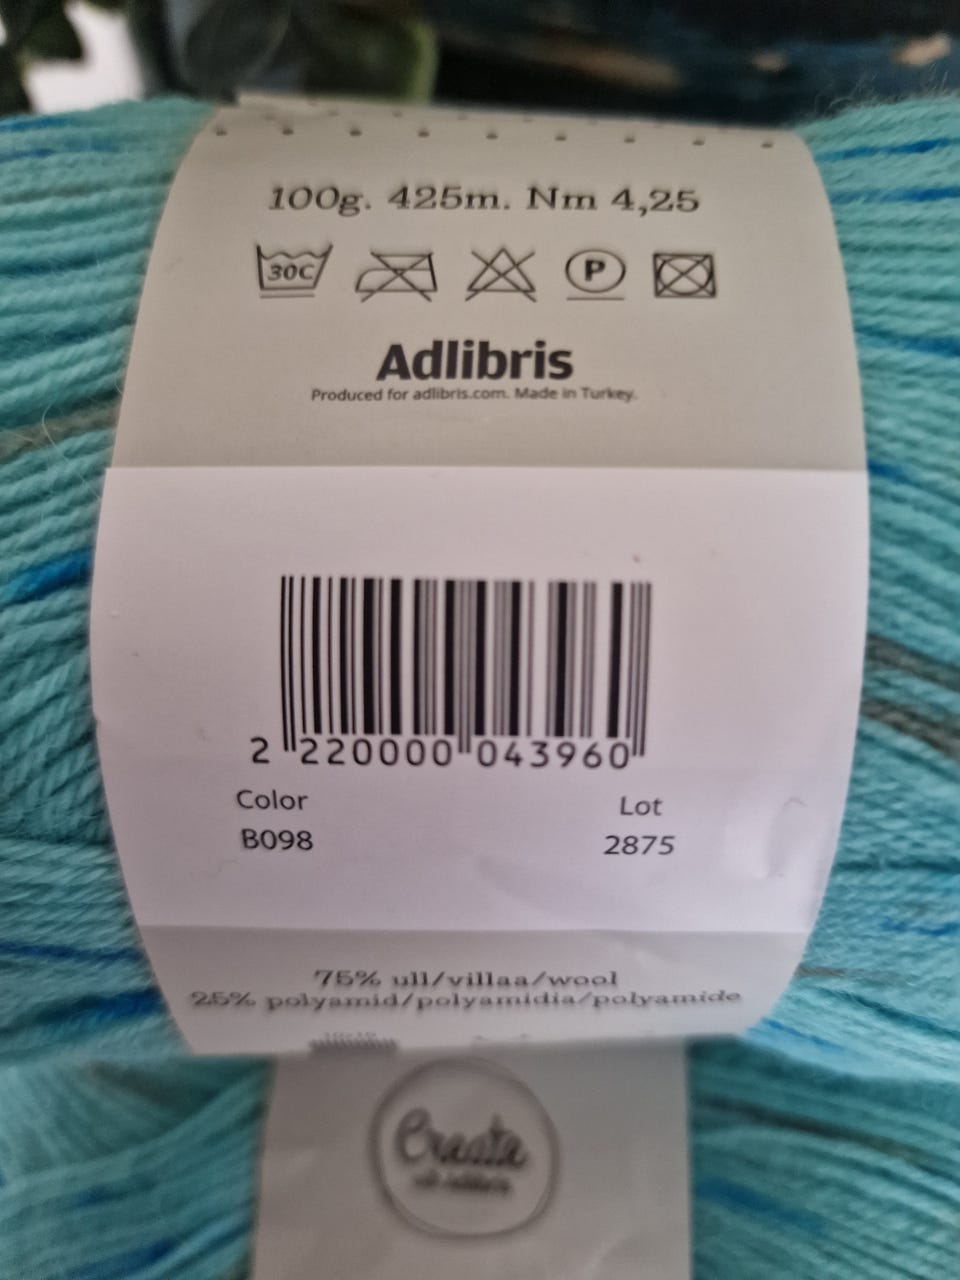 100g. 425m. Nm 4,25
30C P
Adlibris
Produced for adlibris.com. Made in Turkey.
2 220000 043960
Color Lot
B098 2875
75% ull/villaa/wool
25% polyamid/polyamidia/polyamide
Create